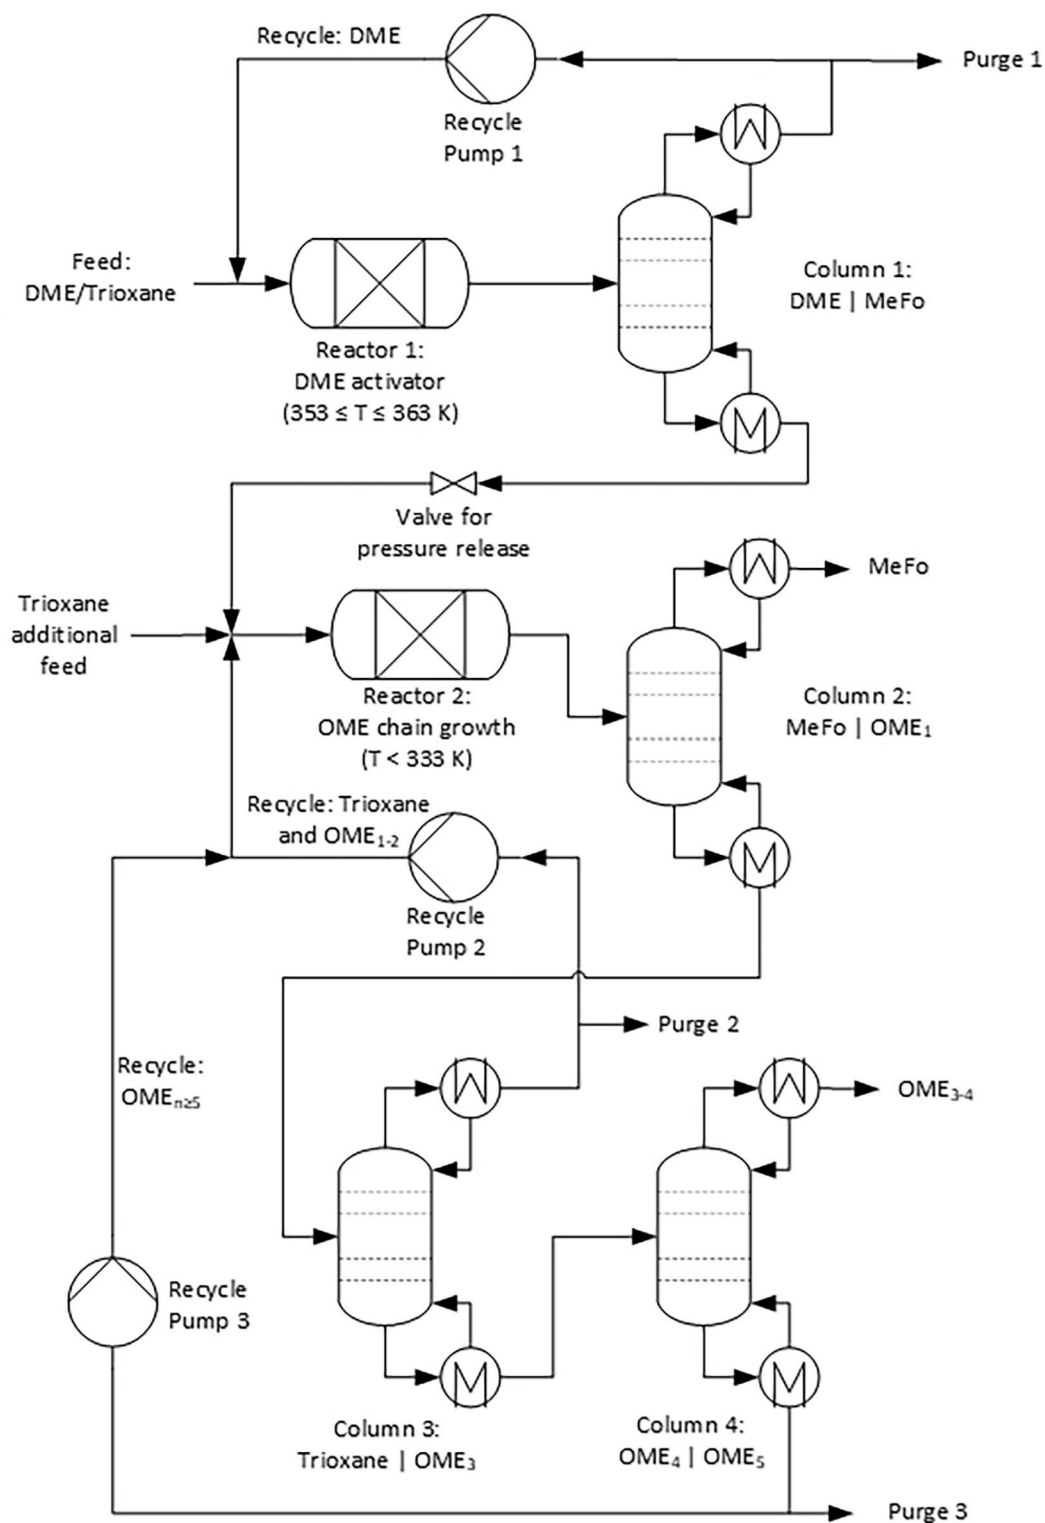 Recycle: DME
Purge 1
Recycle
Pump 1
Feed:
DME/Trioxane
Column 1:
DME | MeFo
Reactor 1:
DME activator
(353 ≤ T ≤ 363 K)
Valve for
pressure release
MeFo
Trioxane
additional
feed
Reactor 2:
OME chain growth
(T < 333 K)
Column 2:
MeFo | OME₁
Recycle: Trioxane
and OME₁₋₂
Recycle
Pump 2
Purge 2
Recycle:
OMEₙ≥₅
OME₃₋₄
Recycle
Pump 3
Column 3:
Trioxane | OME₃
Column 4:
OME₄ | OME₅
Purge 3